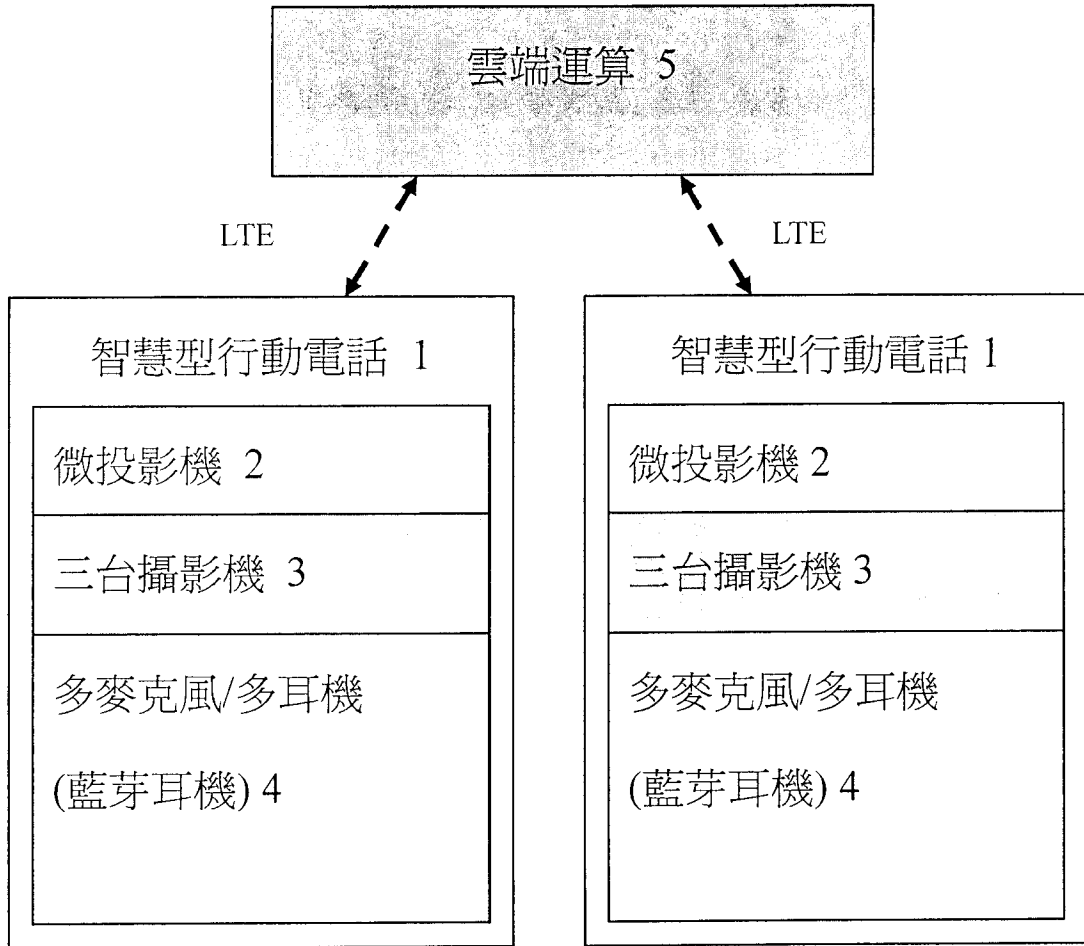 雲端運算 5
LTE
LTE
智慧型行動電話 1
微投影機 2
三台攝影機 3
多麥克風/多耳機
(藍芽耳機) 4
智慧型行動電話 1
微投影機 2
三台攝影機 3
多麥克風/多耳機
(藍芽耳機) 4